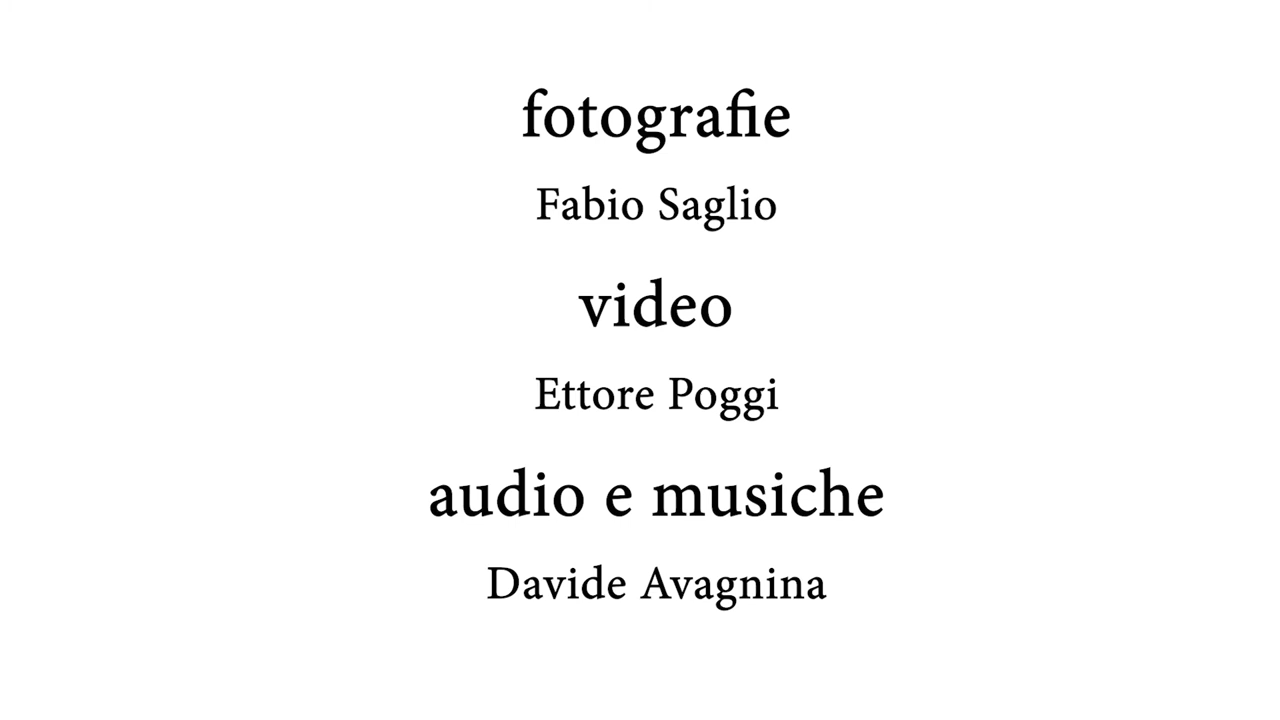 fotografie
Fabio Saglio
video
Ettore Poggi
audio e musiche
Davide Avagnina